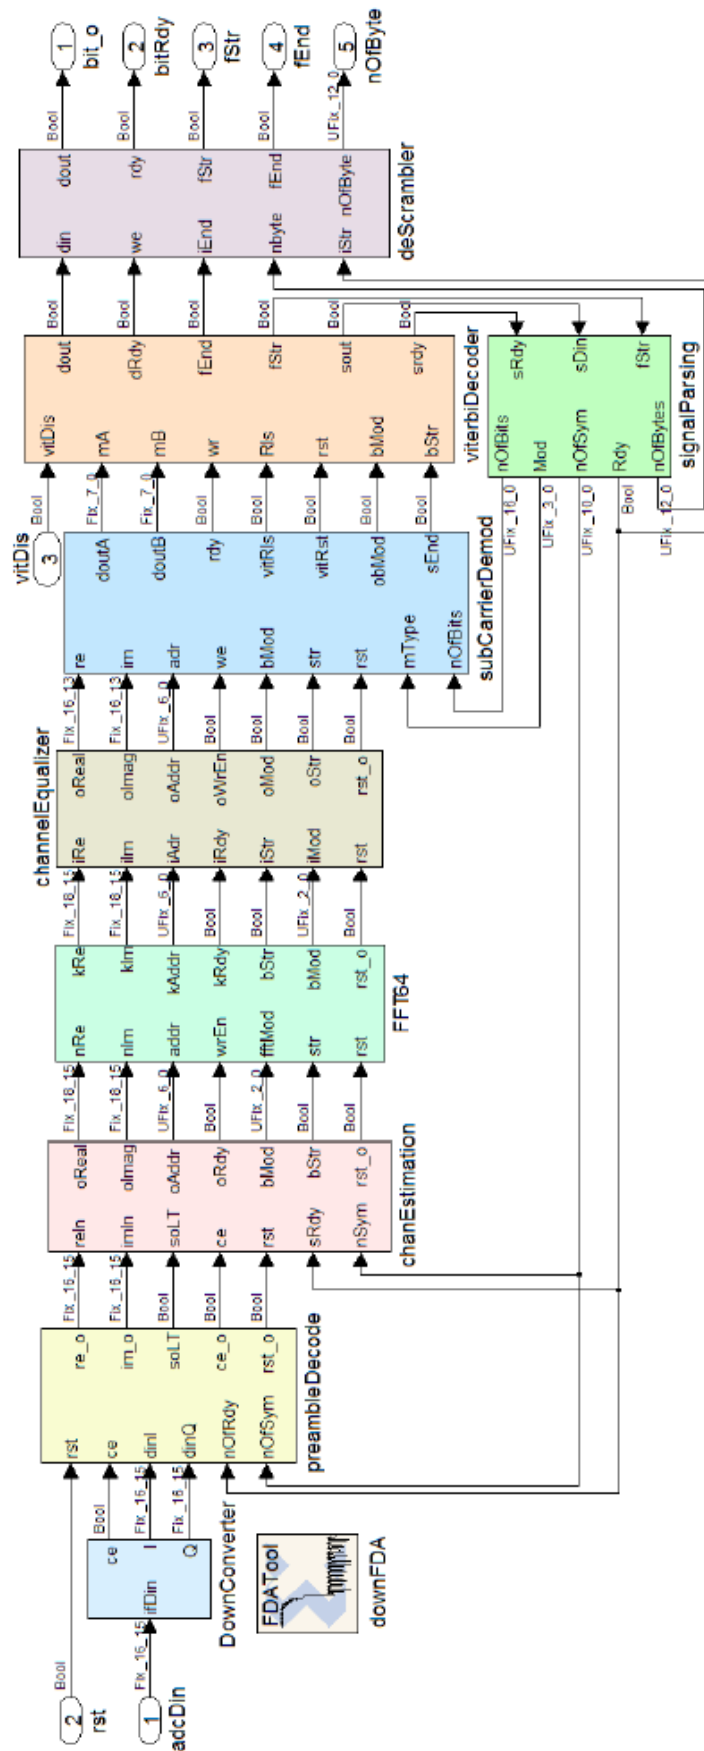 2
rst
Bool
1
adcDin
Fix_16_15
ifDin
ce
I
Q
DownConverter
FDATool
downFDA
Bool
Fix_16_15
Fix_16_15
rst
ce
dinI
dinQ
nOfRdy
nOfSym
re_o
im_o
soLT
ce_o
rst_o
preambleDecode
Fix_16_15
Fix_16_15
Bool
Bool
Bool
reIn
imIn
soLT
ce
rst
sRdy
nSym
oReal
oImag
oAddr
oRdy
bMod
bStr
rst_o
chanEstimation
Fix_18_15
Fix_18_15
UFix_6_0
Bool
UFix_2_0
Bool
Bool
nRe
nIm
addr
wrEn
fftMod
str
rst
kRe
kIm
kAddr
kRdy
bStr
bMod
rst_o
FFT64
Fix_18_15
Fix_18_15
UFix_6_0
Bool
Bool
UFix_2_0
Bool
channelEqualizer
iRe
iIm
iAdr
iRdy
iStr
iMod
rst
oReal
oImag
oAddr
oWrEn
oMod
oStr
rst_o
Fix_16_13
Fix_16_13
UFix_6_0
Bool
Bool
Bool
Bool
re
im
adr
we
bMod
str
rst
mType
nOfBits
doutA
doutB
rdy
vitRls
vitRst
obMod
sEnd
subCarrierDemod
vitDis
3
Bool
Fix_7_0
Fix_7_0
Bool
Bool
Bool
Bool
Bool
vitDis
mA
mB
wr
Rls
rst
bMod
bStr
dout
dRdy
fEnd
fStr
sout
srdy
viterbiDecoder
nOfBits
Mod
nOfSym
Rdy
nOfBytes
sRdy
sDin
fStr
signalParsing
UFix_16_0
UFix_3_0
UFix_10_0
Bool
UFix_12_0
Bool
Bool
Bool
Bool
Bool
Bool
din
we
iEnd
nbyte
iStr
dout
rdy
fStr
fEnd
nOfByte
deScrambler
Bool
Bool
Bool
Bool
UFix_12_0
1
bit_o
2
bitRdy
3
fStr
4
fEnd
5
nOfByte